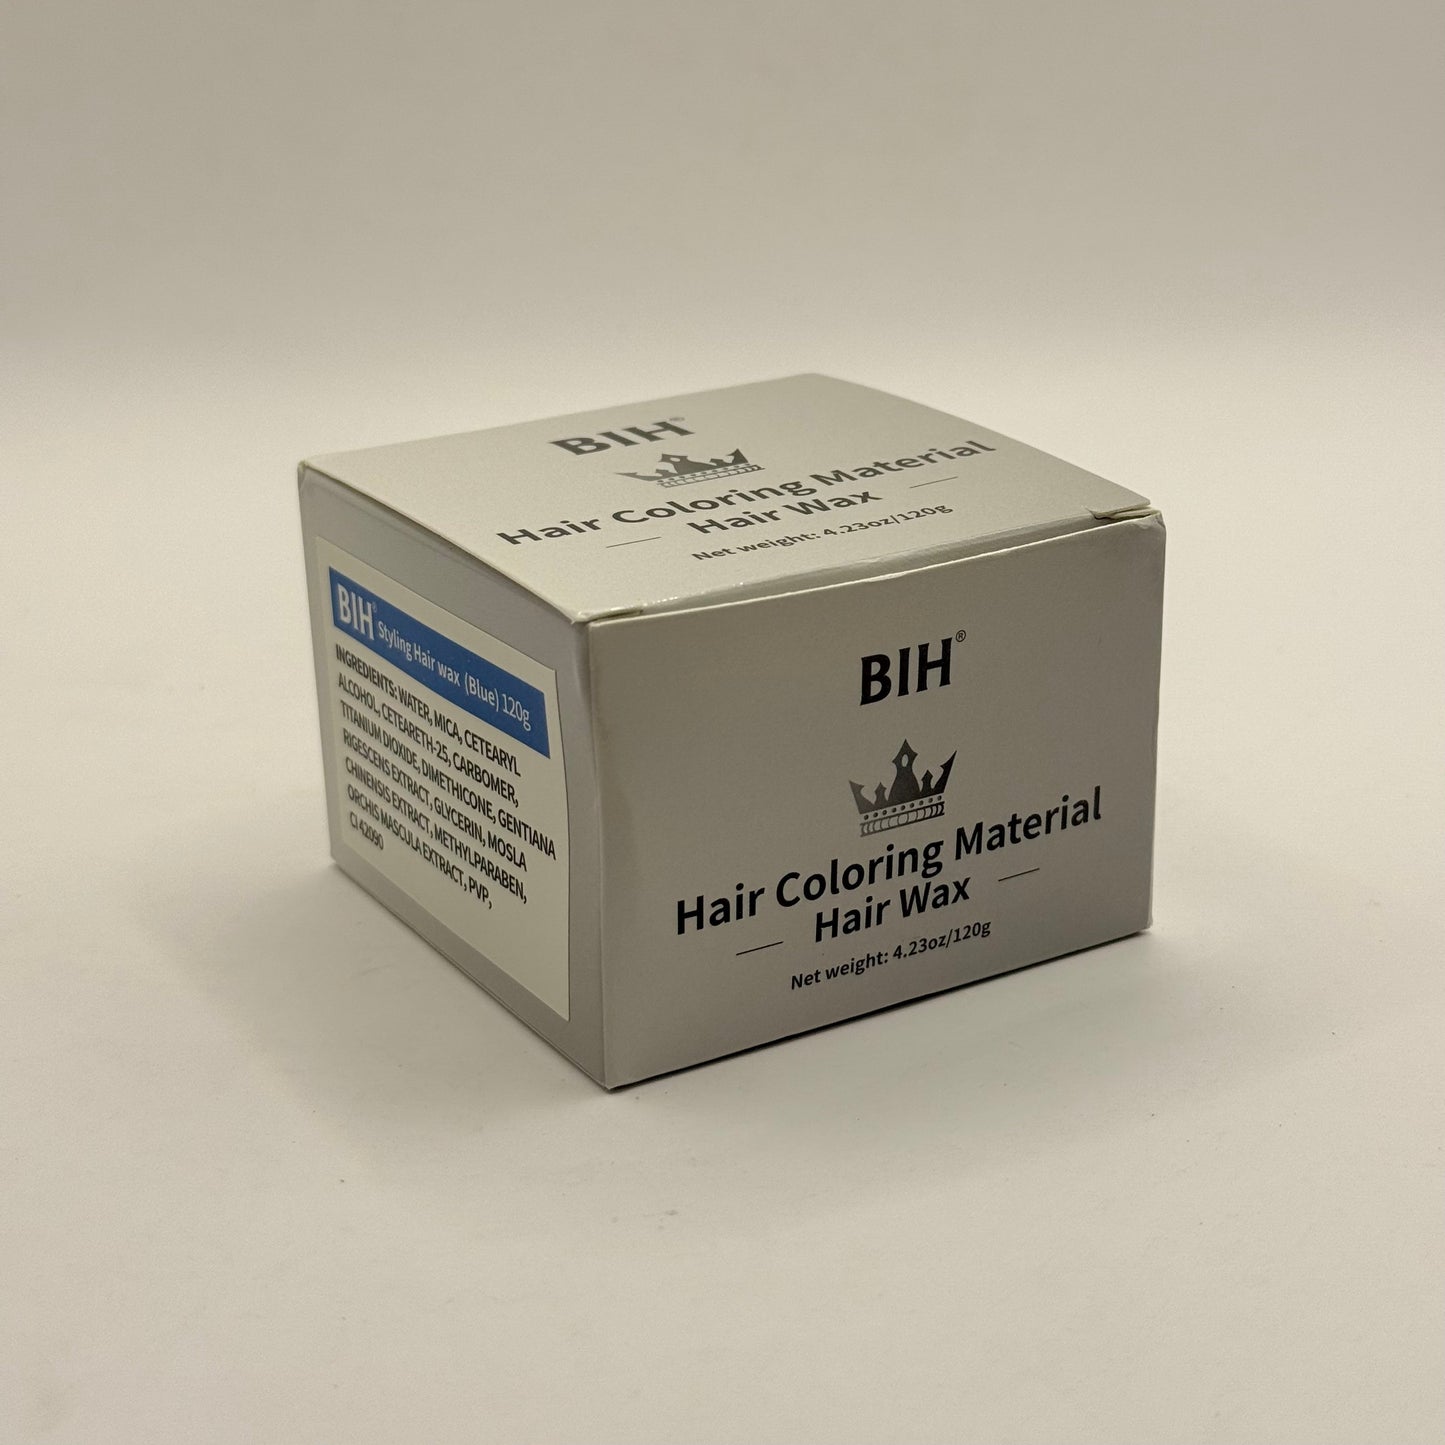 BIH®
Hair Coloring Material
Hair Wax
Net weight: 4.23oz/120g
BIH® Styling Hair wax (Blue) 120g
INGREDIENTS: WATER, MICA, CETEARYL
ALCOHOL, CETEARETH-25, CARBOMER,
TITANIUM DIOXIDE, DIMETHICONE, GENTIANA
RIGESCENS EXTRACT, GLYCERIN, MOSLA
CHINENSIS EXTRACT, METHYLPARABEN,
ORCHIS MASCULA EXTRACT, PVP,
CI 42090
BIH®
Hair Coloring Material
Hair Wax
Net weight: 4.23oz/120g